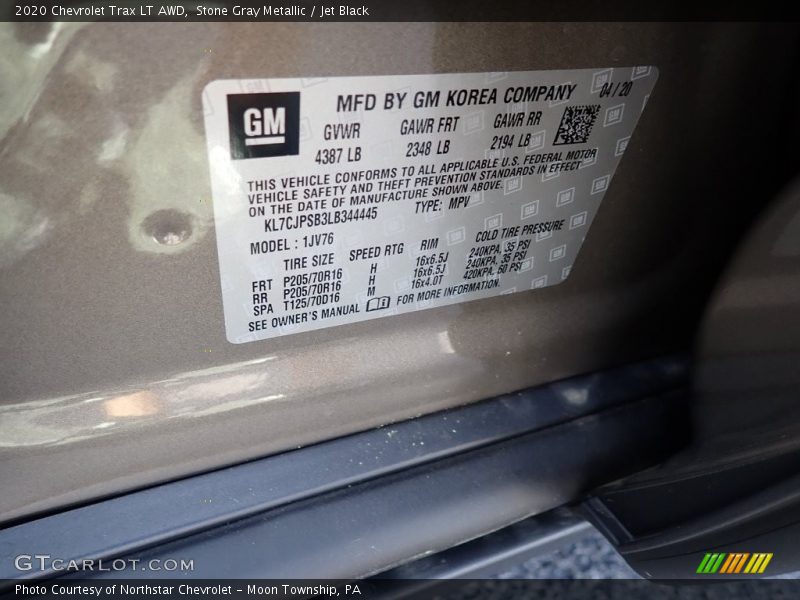 2020 Chevrolet Trax LT AWD, Stone Gray Metallic / Jet Black
GM
MFD BY GM KOREA COMPANY 04/20
GVWR GAWR FRT GAWR RR
4387 LB 2348 LB 2194 LB
THIS VEHICLE CONFORMS TO ALL APPLICABLE U.S. FEDERAL MOTOR
VEHICLE SAFETY AND THEFT PREVENTION STANDARDS IN EFFECT
ON THE DATE OF MANUFACTURE SHOWN ABOVE.
KL7CJPSB3LB344445 TYPE: MPV
MODEL : 1JV76
TIRE SIZE SPEED RTG RIM COLD TIRE PRESSURE
FRT P205/70R16 H 16x6.5J 240KPA, 35 PSI
RR P205/70R16 H 16x6.5J 240KPA, 35 PSI
SPA T125/70D16 M 16x4.0T 420KPA, 60 PSI
SEE OWNER'S MANUAL FOR MORE INFORMATION.
GTCARLOT.COM
Photo Courtesy of Northstar Chevrolet - Moon Township, PA